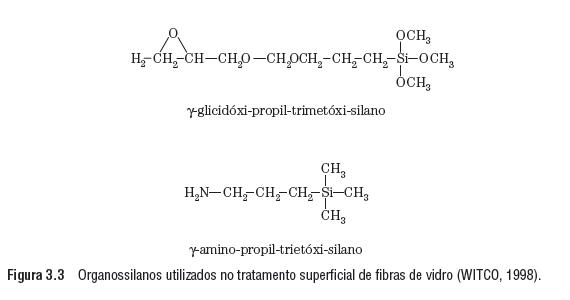 O
OCH₃
H₂–CH₂–CH—CH₂O—CH₂OCH₂–CH₂–CH₂–Si–OCH₃
OCH₃
γ-glicidóxi-propil-trimetóxi-silano
CH₃
H₂N—CH₂–CH₂–CH₂–Si–CH₃
CH₃
γ-amino-propil-trietóxi-silano
Figura 3.3 Organossilanos utilizados no tratamento superficial de fibras de vidro (WITCO, 1998).